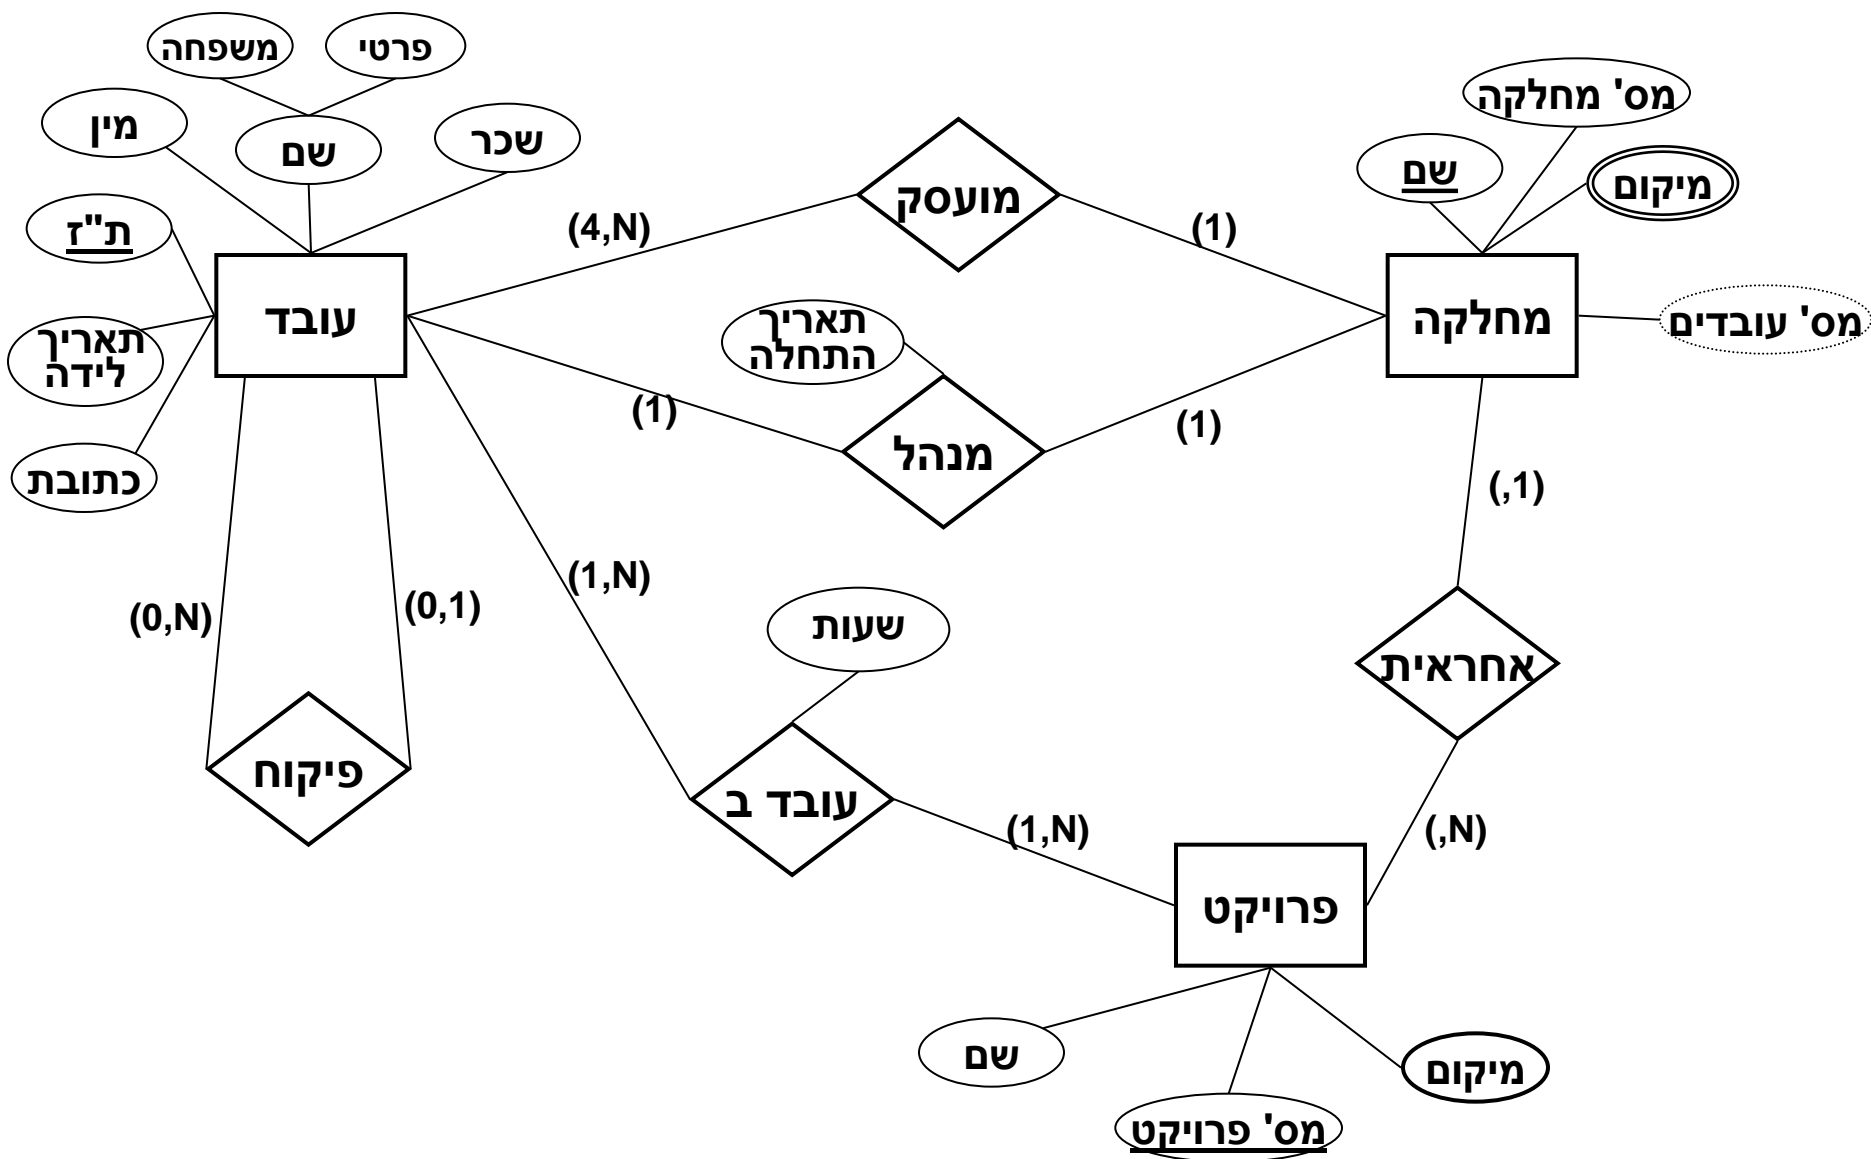 משפחה
פרטי
מס' מחלקה
מין
שם
שכר
שם
מיקום
מועסק
ת"ז
(4,N)
(1)
עובד
תאריך
התחלה
מחלקה
מס' עובדים
תאריך
לידה
(1)
(1)
מנהל
כתובת
(,1)
(0,N)
(0,1)
(1,N)
שעות
אחראית
פיקוח
עובד ב
(1,N)
(,N)
פרויקט
שם
מיקום
מס' פרויקט